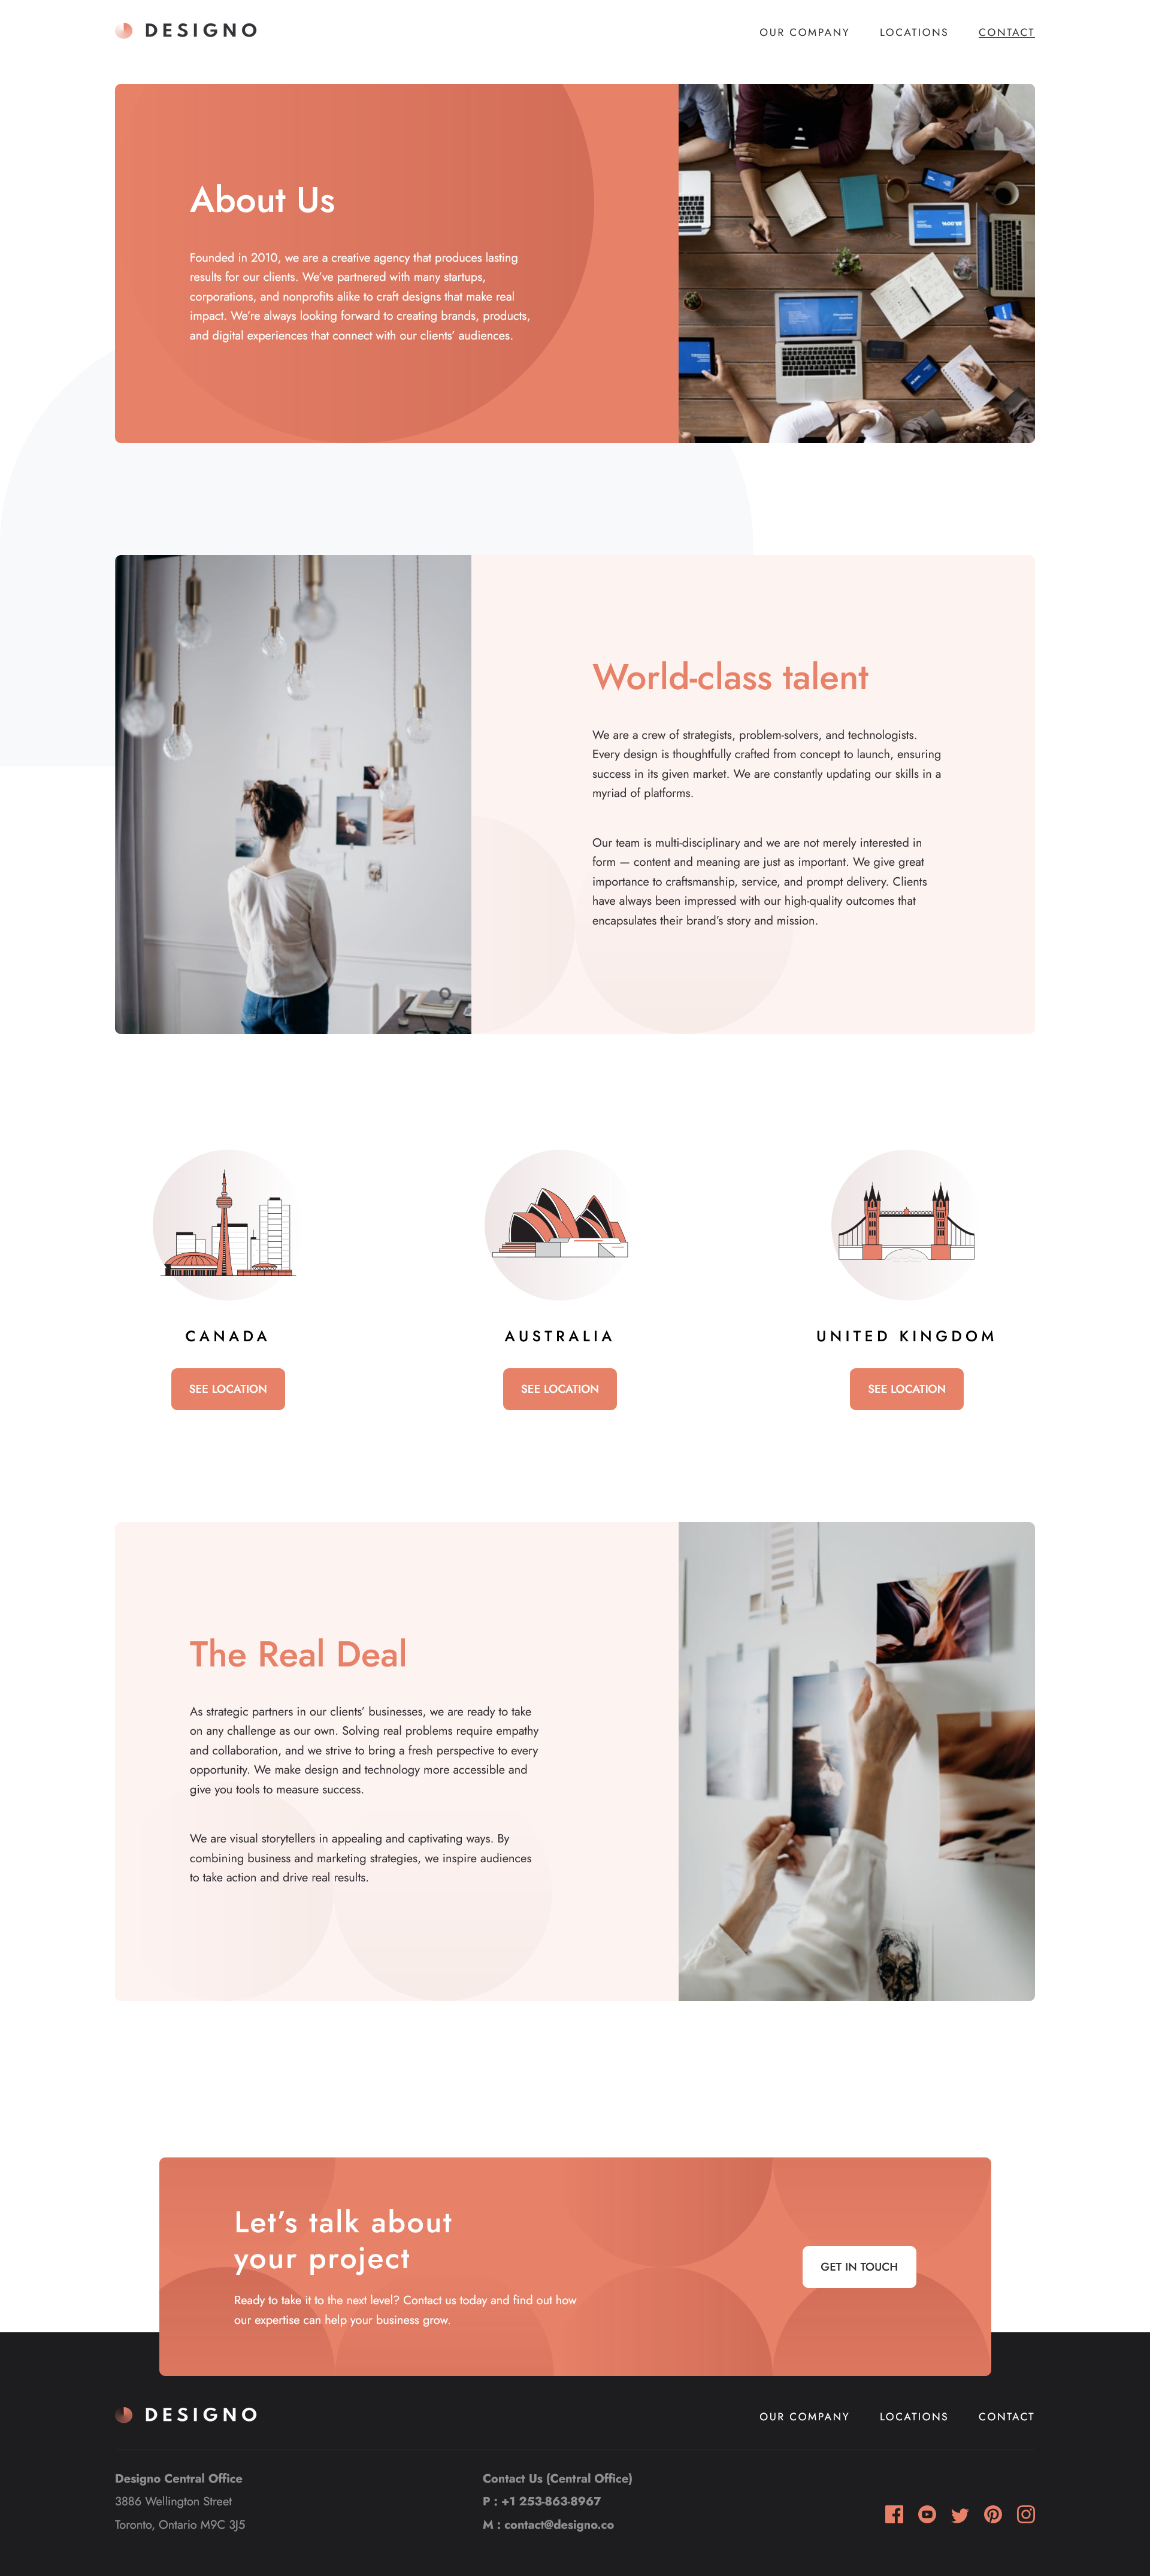 DESIGNO
OUR COMPANY
LOCATIONS
CONTACT
About Us
Founded in 2010, we are a creative agency that produces lasting
results for our clients. We’ve partnered with many startups,
corporations, and nonprofits alike to craft designs that make real
impact. We’re always looking forward to creating brands, products,
and digital experiences that connect with our clients’ audiences.
World-class talent
We are a crew of strategists, problem-solvers, and technologists.
Every design is thoughtfully crafted from concept to launch, ensuring
success in its given market. We are constantly updating our skills in a
myriad of platforms.
Our team is multi-disciplinary and we are not merely interested in
form — content and meaning are just as important. We give great
importance to craftsmanship, service, and prompt delivery. Clients
have always been impressed with our high-quality outcomes that
encapsulates their brand’s story and mission.
CANADA
SEE LOCATION
AUSTRALIA
SEE LOCATION
UNITED KINGDOM
SEE LOCATION
The Real Deal
As strategic partners in our clients’ businesses, we are ready to take
on any challenge as our own. Solving real problems require empathy
and collaboration, and we strive to bring a fresh perspective to every
opportunity. We make design and technology more accessible and
give you tools to measure success.
We are visual storytellers in appealing and captivating ways. By
combining business and marketing strategies, we inspire audiences
to take action and drive real results.
Let’s talk about
your project
Ready to take it to the next level? Contact us today and find out how
our expertise can help your business grow.
GET IN TOUCH
DESIGNO
OUR COMPANY
LOCATIONS
CONTACT
Designo Central Office
3886 Wellington Street
Toronto, Ontario M9C 3J5
Contact Us (Central Office)
P : +1 253-863-8967
M : contact@designo.co